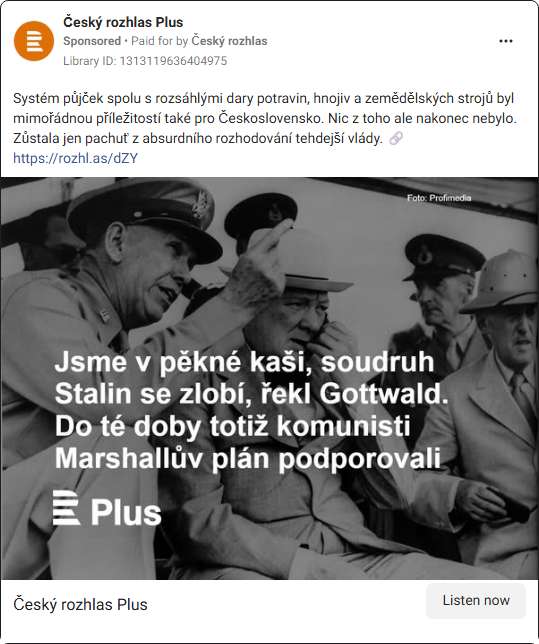 Český rozhlas Plus
Sponsored • Paid for by Český rozhlas
Library ID: 1313119636404975
Systém půjček spolu s rozsáhlými dary potravin, hnojiv a zemědělských strojů byl
mimořádnou příležitostí také pro Československo. Nic z toho ale nakonec nebylo.
Zůstala jen pachuť z absurdního rozhodování tehdejší vlády. 🔗
https://rozhl.as/dZY
Foto: Profimedia
Jsme v pěkné kaši, soudruh
Stalin se zlobí, řekl Gottwald.
Do té doby totiž komunisti
Marshallův plán podporovali
Plus
Český rozhlas Plus
Listen now